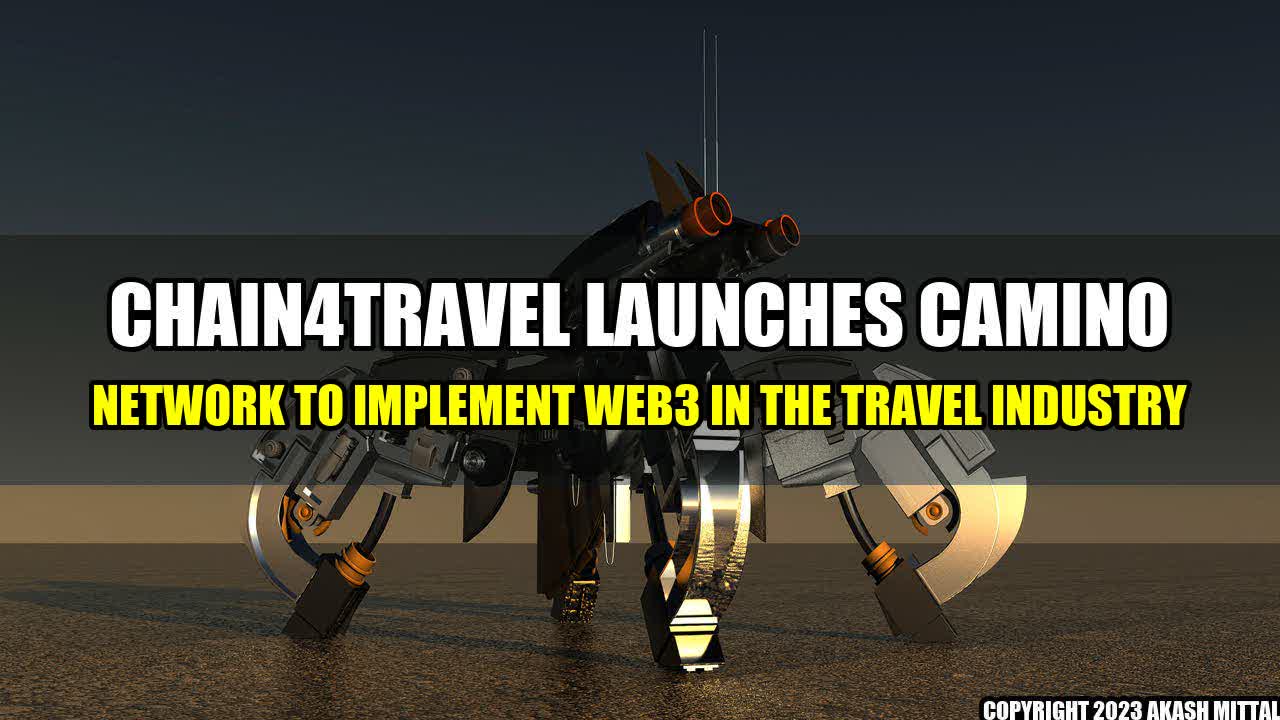 CHAIN4TRAVEL LAUNCHES CAMINO
NETWORK TO IMPLEMENT WEB3 IN THE TRAVEL INDUSTRY
COPYRIGHT 2023 AKASH MITTAL